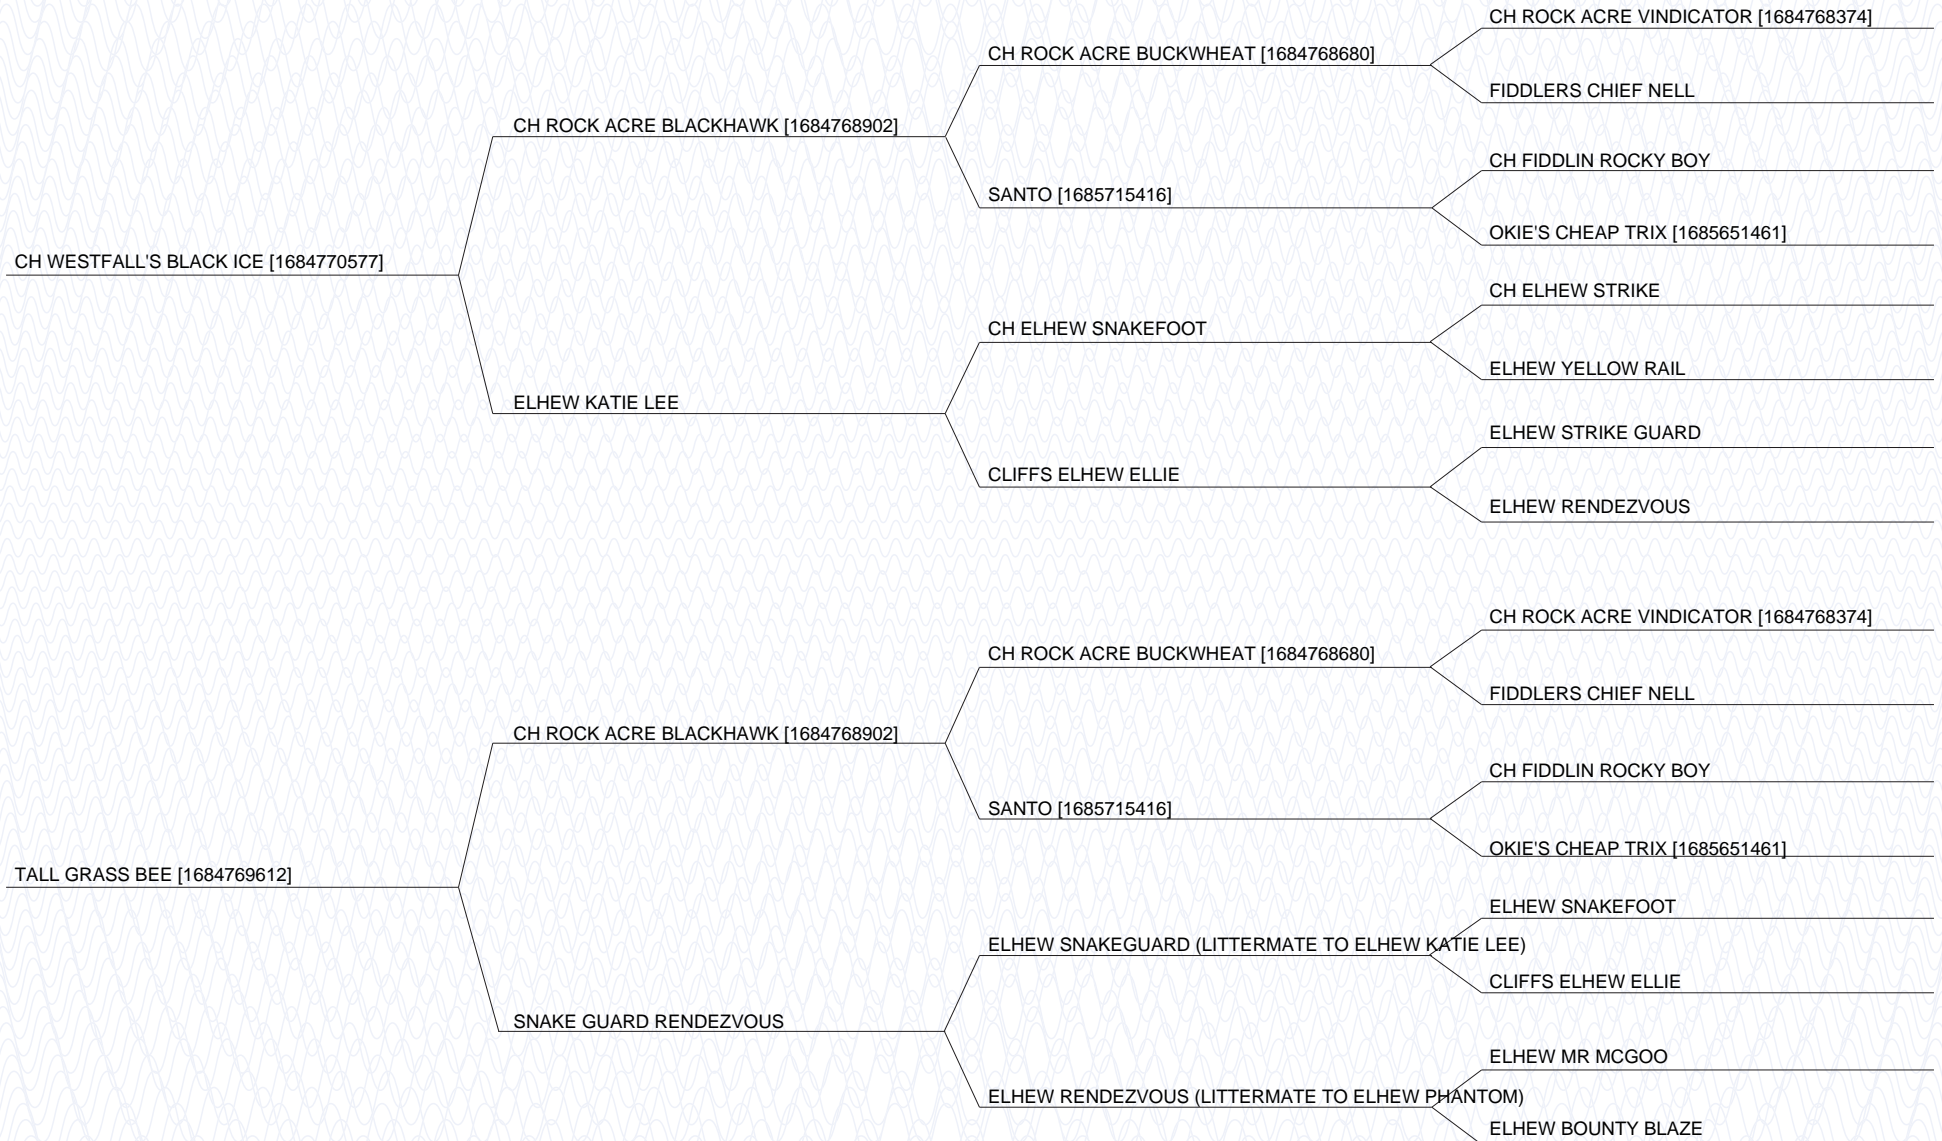 CH ROCK ACRE VINDICATOR [1684768374]
CH ROCK ACRE BUCKWHEAT [1684768680]
FIDDLERS CHIEF NELL
CH ROCK ACRE BLACKHAWK [1684768902]
CH FIDDLIN ROCKY BOY
SANTO [1685715416]
OKIE'S CHEAP TRIX [1685651461]
CH WESTFALL'S BLACK ICE [1684770577]
CH ELHEW STRIKE
CH ELHEW SNAKEFOOT
ELHEW YELLOW RAIL
ELHEW KATIE LEE
ELHEW STRIKE GUARD
CLIFFS ELHEW ELLIE
ELHEW RENDEZVOUS
CH ROCK ACRE VINDICATOR [1684768374]
CH ROCK ACRE BUCKWHEAT [1684768680]
FIDDLERS CHIEF NELL
CH ROCK ACRE BLACKHAWK [1684768902]
CH FIDDLIN ROCKY BOY
SANTO [1685715416]
OKIE'S CHEAP TRIX [1685651461]
TALL GRASS BEE [1684769612]
ELHEW SNAKEFOOT
ELHEW SNAKEGUARD (LITTERMATE TO ELHEW KATIE LEE)
CLIFFS ELHEW ELLIE
SNAKE GUARD RENDEZVOUS
ELHEW MR MCGOO
ELHEW RENDEZVOUS (LITTERMATE TO ELHEW PHANTOM)
ELHEW BOUNTY BLAZE